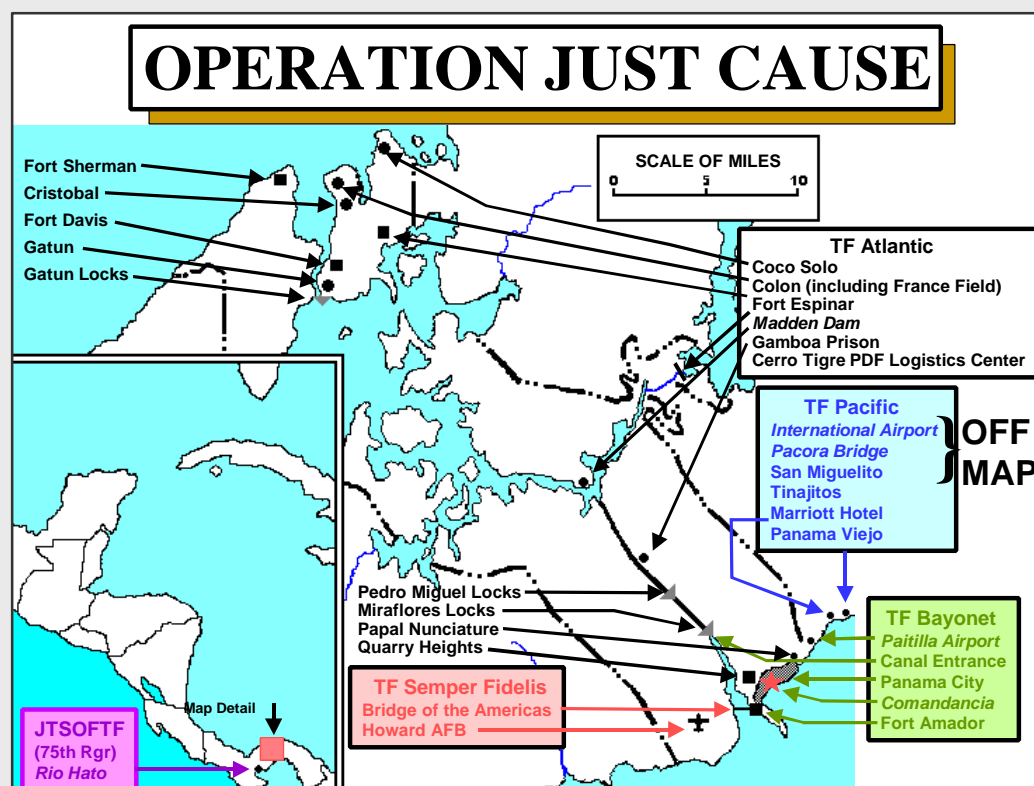 OPERATION JUST CAUSE
Fort Sherman
Cristobal
Fort Davis
Gatun
Gatun Locks
SCALE OF MILES
0 5 10
TF Atlantic
Coco Solo
Colon (including France Field)
Fort Espinar
Madden Dam
Gamboa Prison
Cerro Tigre PDF Logistics Center
TF Pacific
International Airport
Pacora Bridge
San Miguelito
Tinajitos
Marriott Hotel
Panama Viejo
} OFF
MAP
Pedro Miguel Locks
Miraflores Locks
Papal Nunciature
Quarry Heights
TF Bayonet
Paitilla Airport
Canal Entrance
Panama City
Comandancia
Fort Amador
TF Semper Fidelis
Bridge of the Americas
Howard AFB
Map Detail
JTSOFTF
(75th Rgr)
Rio Hato